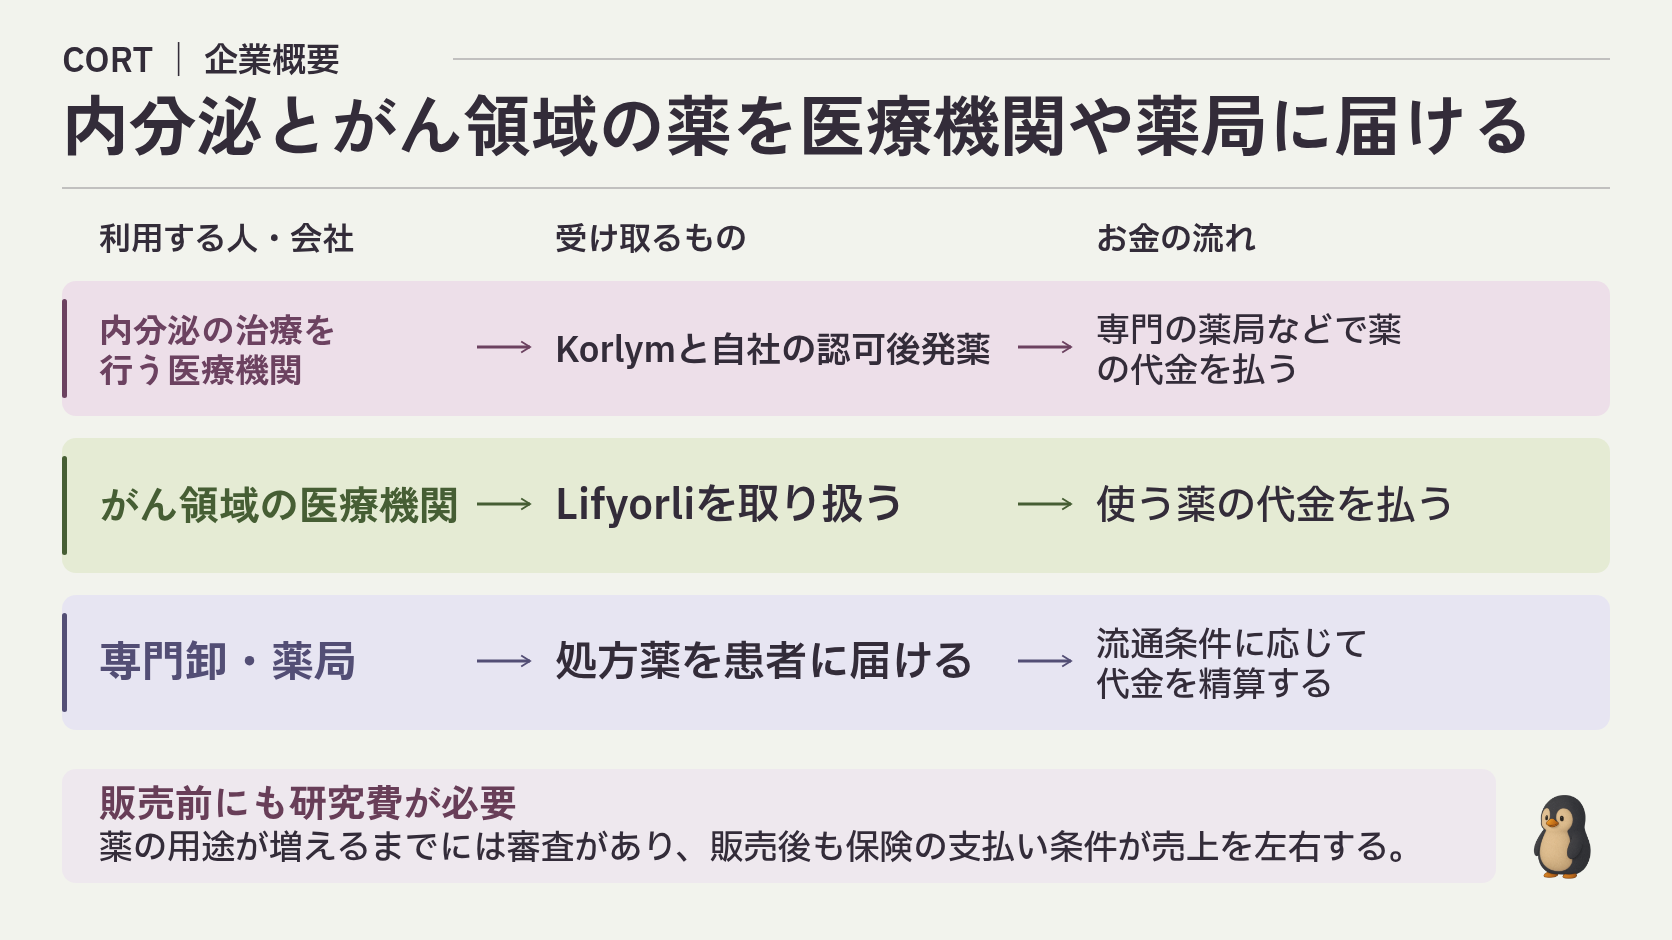 CORT | 企業概要
内分泌とがん領域の薬を医療機関や薬局に届ける
利用する人・会社 受け取るもの お金の流れ
内分泌の治療を
行う医療機関
Korlymと自社の認可後発薬
専門の薬局などで薬
の代金を払う
がん領域の医療機関 Lifyorliを取り扱う 使う薬の代金を払う
専門卸・薬局 処方薬を患者に届ける
流通条件に応じて
代金を精算する
販売前にも研究費が必要
薬の用途が増えるまでには審査があり、販売後も保険の支払い条件が売上を左右する。